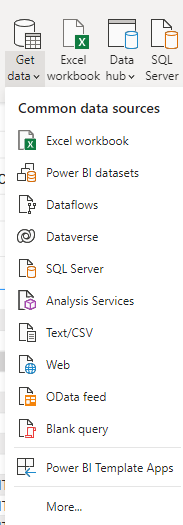 Get data
Excel workbook
Data hub
SQL Server
Common data sources
Excel workbook
Power BI datasets
Dataflows
Dataverse
SQL Server
Analysis Services
Text/CSV
Web
OData feed
Blank query
Power BI Template Apps
More...